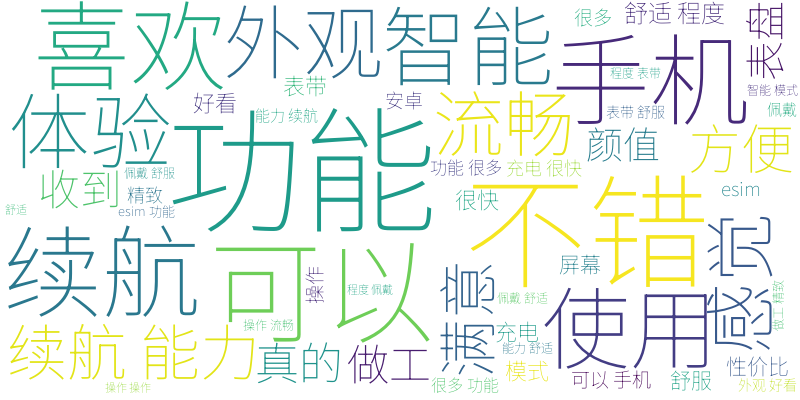 喜欢
外观
智能
手机
很多
舒适 程度
表盘
程度 表带
智能 模式
表带
好看
能力 续航
安卓
表带 舒服
佩戴
体验
功能
流畅
颜值
方便
佩戴 舒服
功能 很多
充电 很快
收到
精致
esim 功能
很快
esim
舒适
不错
续航
可以
操作
满意
屏幕
感
沉
程度 佩戴
佩戴 舒适
使用
做工 精致
操作 流畅
充电
续航 能力
真的
做工
能力 舒适
模式
性价比
很多 功能
可以 手机
舒服
外观 好看
操作 操作